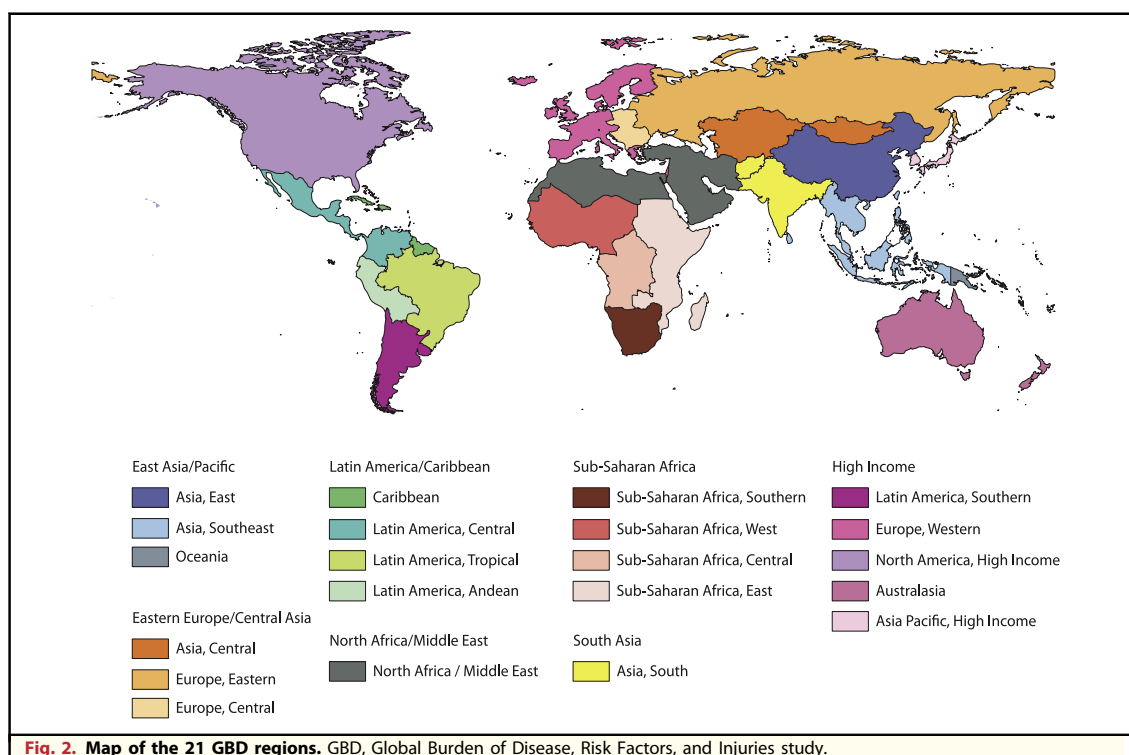 East Asia/Pacific
Asia, East
Asia, Southeast
Oceania
Eastern Europe/Central Asia
Asia, Central
Europe, Eastern
Europe, Central
Latin America/Caribbean
Caribbean
Latin America, Central
Latin America, Tropical
Latin America, Andean
North Africa/Middle East
North Africa / Middle East
Sub-Saharan Africa
Sub-Saharan Africa, Southern
Sub-Saharan Africa, West
Sub-Saharan Africa, Central
Sub-Saharan Africa, East
South Asia
Asia, South
High Income
Latin America, Southern
Europe, Western
North America, High Income
Australasia
Asia Pacific, High Income
Fig. 2. Map of the 21 GBD regions. GBD, Global Burden of Disease, Risk Factors, and Injuries study.